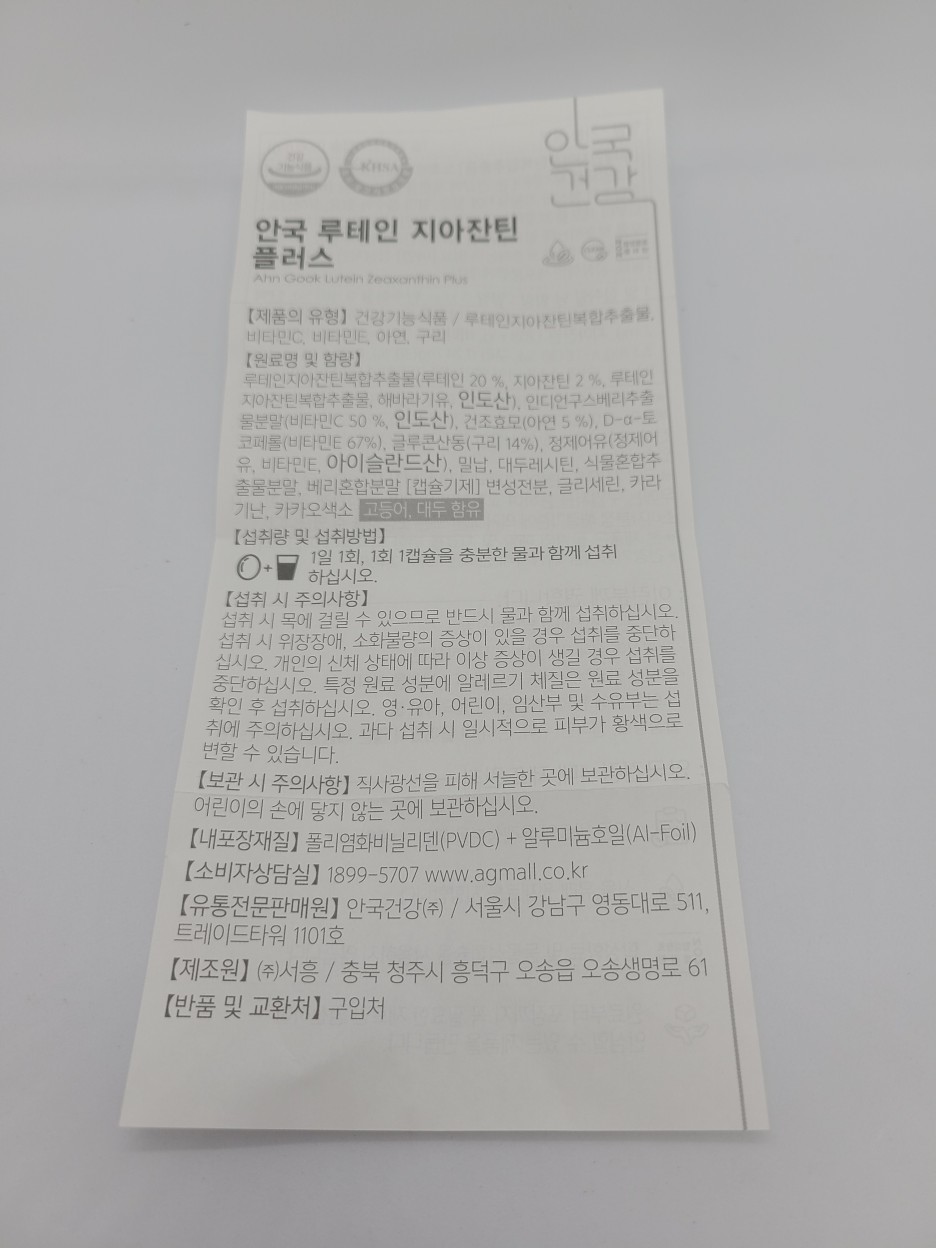 건강
기능식품
KHSA
안국
건강
안국 루테인 지아잔틴
플러스
Ahn Gook Lutein Zeaxanthin Plus
【제품의 유형】 건강기능식품 / 루테인지아잔틴복합추출물,
비타민C, 비타민E, 아연, 구리
【원료명 및 함량】
루테인지아잔틴복합추출물(루테인 20 %, 지아잔틴 2 %, 루테인
지아잔틴복합추출물, 해바라기유, 인도산), 인디언구스베리추출
물분말(비타민C 50 %, 인도산), 건조효모(아연 5 %), D-α-토
코페롤(비타민E 67%), 글루콘산동(구리 14%), 정제어유(정제어
유, 비타민E, 아이슬란드산), 밀납, 대두레시틴, 식물혼합추
출물분말, 베리혼합분말 [캡슐기제] 변성전분, 글리세린, 카라
기난, 카카오색소 고등어, 대두 함유
【섭취량 및 섭취방법】
1일 1회, 1회 1캡슐을 충분한 물과 함께 섭취
하십시오.
【섭취 시 주의사항】
섭취 시 목에 걸릴 수 있으므로 반드시 물과 함께 섭취하십시오.
섭취 시 위장장애, 소화불량의 증상이 있을 경우 섭취를 중단하
십시오. 개인의 신체 상태에 따라 이상 증상이 생길 경우 섭취를
중단하십시오. 특정 원료 성분에 알레르기 체질은 원료 성분을
확인 후 섭취하십시오. 영·유아, 어린이, 임산부 및 수유부는 섭
취에 주의하십시오. 과다 섭취 시 일시적으로 피부가 황색으로
변할 수 있습니다.
【보관 시 주의사항】 직사광선을 피해 서늘한 곳에 보관하십시오.
어린이의 손에 닿지 않는 곳에 보관하십시오.
【내포장재질】 폴리염화비닐리덴(PVDC) + 알루미늄호일(Al-Foil)
【소비자상담실】 1899-5707 www.agmall.co.kr
【유통전문판매원】 안국건강㈜ / 서울시 강남구 영동대로 511,
트레이드타워 1101호
【제조원】 ㈜서흥 / 충북 청주시 흥덕구 오송읍 오송생명로 61
【반품 및 교환처】 구입처